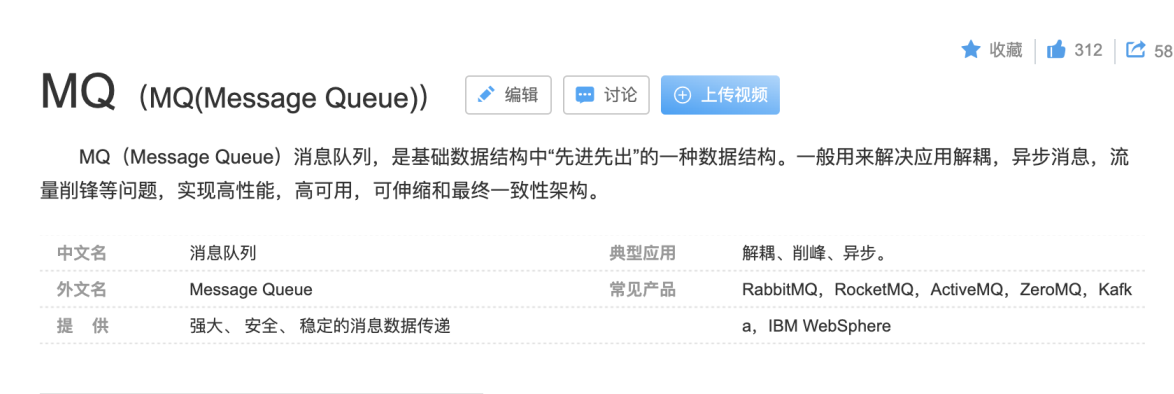 收藏 312 58
MQ（MQ(Message Queue)） 编辑 讨论 上传视频
MQ（Message Queue）消息队列，是基础数据结构中“先进先出”的一种数据结构。一般用来解决应用解耦，异步消息，流
量削锋等问题，实现高性能，高可用，可伸缩和最终一致性架构。
中文名 消息队列 典型应用 解耦、削峰、异步。
外文名 Message Queue 常见产品 RabbitMQ，RocketMQ，ActiveMQ，ZeroMQ，Kafk
提 供 强大、 安全、 稳定的消息数据传递 a，IBM WebSphere